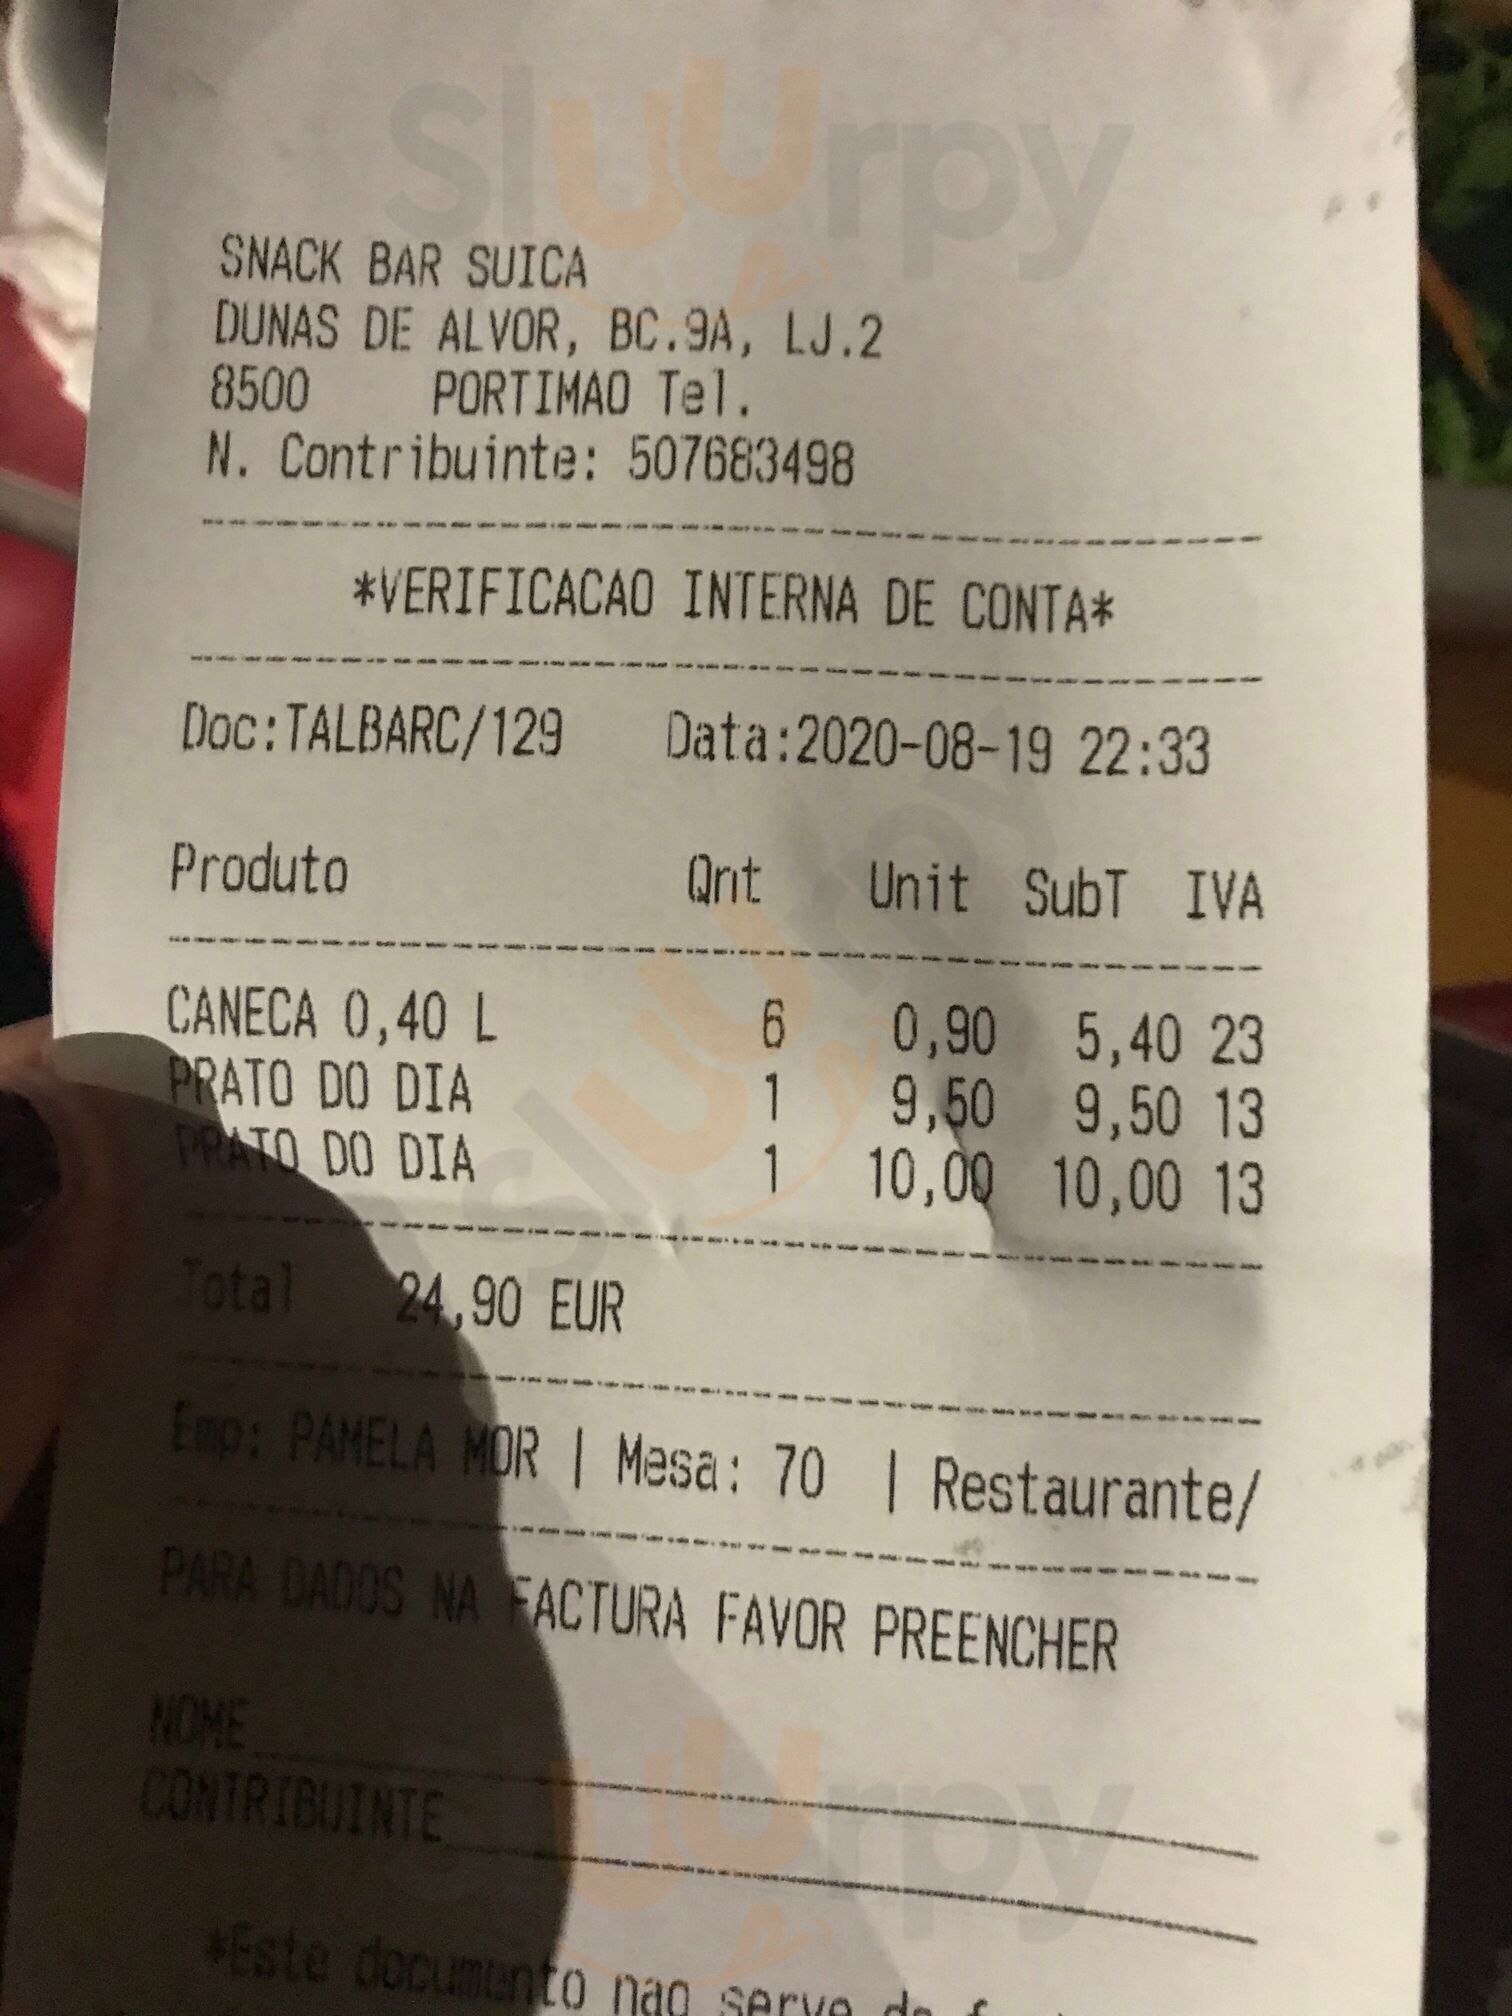 Sluurpy
SNACK BAR SUICA
DUNAS DE ALVOR, BC.9A, LJ.2
8500 PORTIMAO Tel.
N. Contribuinte: 507683498
*VERIFICACAO INTERNA DE CONTA*
Doc:TALBARC/129 Data:2020-08-19 22:33
Produto Qnt Unit SubT IVA
CANECA 0,40 L 6 0,90 5,40 23
PRATO DO DIA 1 9,50 9,50 13
PRATO DO DIA 1 10,00 10,00 13
Sluurpy
Total 24,90 EUR
Emp: PAMELA MOR | Mesa: 70 | Restaurante/
PARA DADOS NA FACTURA FAVOR PREENCHER
NOME
CONTRIBUINTE
Sluurpy
*Este documento nao serve de